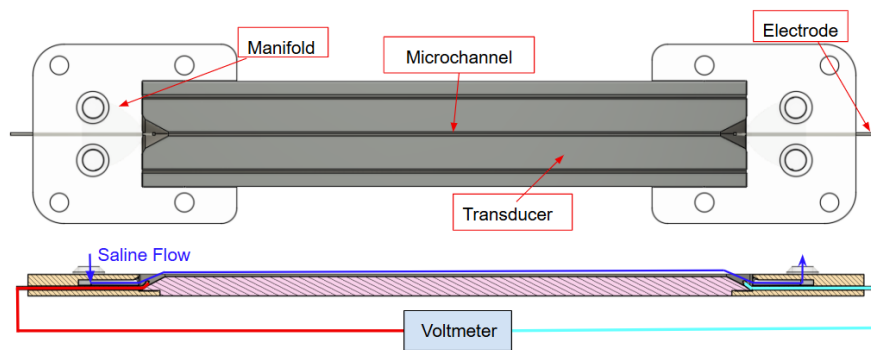 Manifold
Microchannel
Electrode
Transducer
Saline Flow
Voltmeter